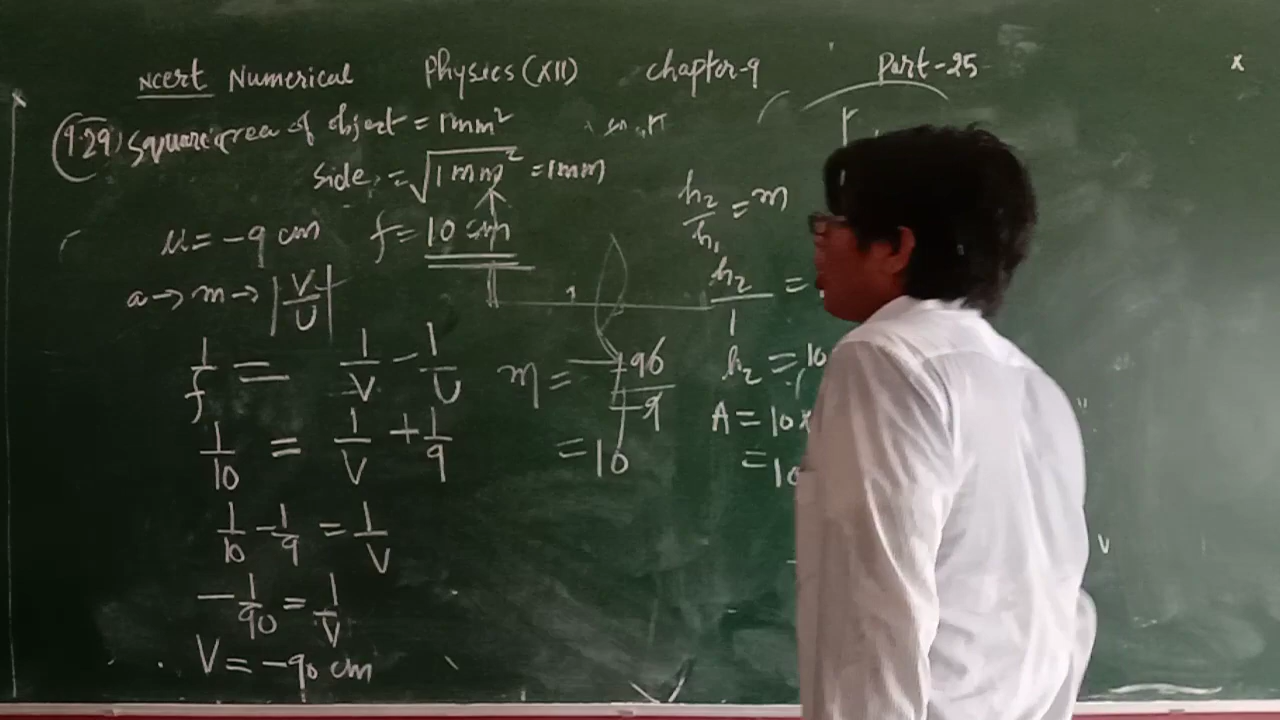 Ncert Numerical Physics (XII) chapter-9 Part-25
9.29) Square area of object = 1mm²
side = √1mm² = 1mm
u = -9 cm f = 10 cm
a → m → |V/U|
1/f = 1/V - 1/U
1/10 = 1/V + 1/9
1/10 - 1/9 = 1/V
-1/90 = 1/V
V = -90 cm
m = -90/-9
= 10
h₂/h₁ = m
h₂/1 =
h₂ = 10
A = 10×
= 10